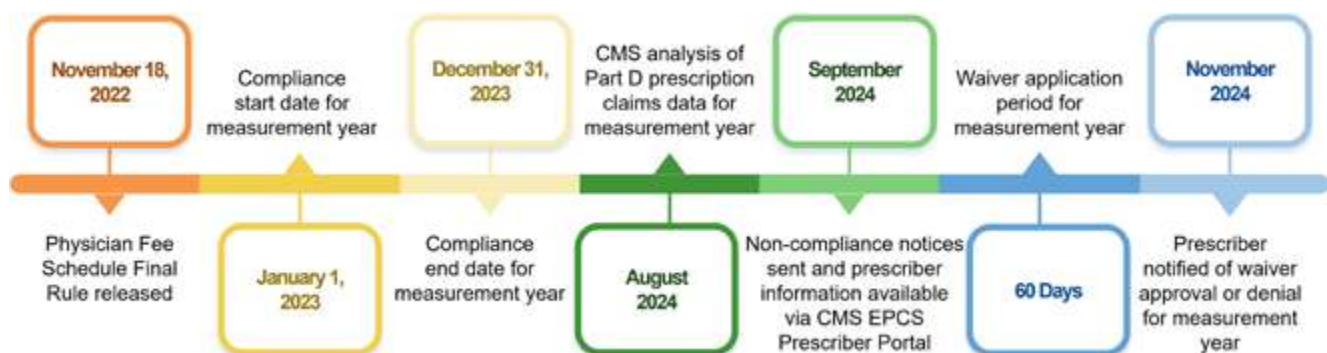 November 18,
2022
Physician Fee
Schedule Final
Rule released
Compliance
start date for
measurement year
January 1,
2023
December 31,
2023
Compliance
end date for
measurement year
CMS analysis of
Part D prescription
claims data for
measurement year
August
2024
September
2024
Non-compliance notices
sent and prescriber
information available
via CMS EPCS
Prescriber Portal
Waiver application
period for
measurement year
60 Days
November
2024
Prescriber
notified of waiver
approval or denial
for measurement
year